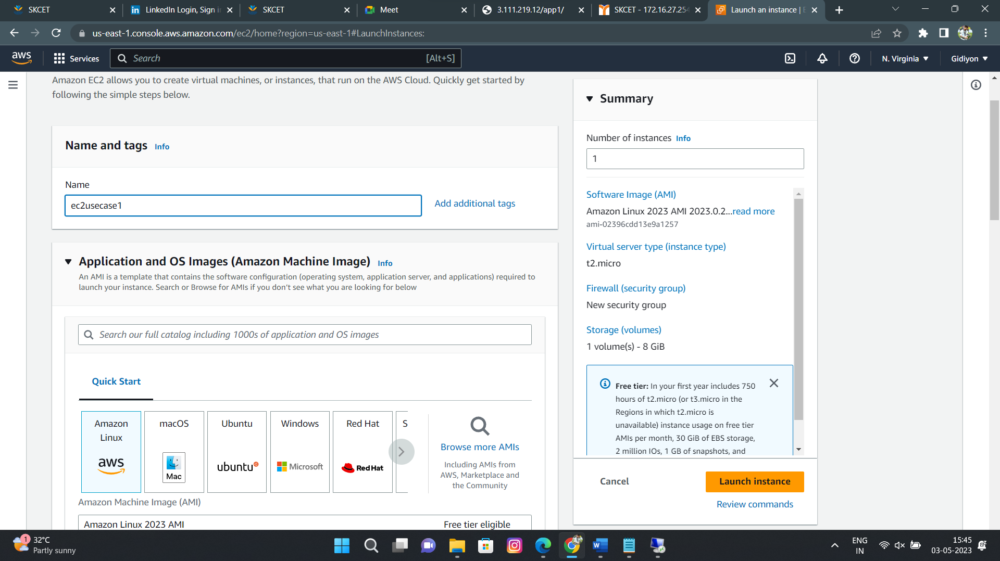 SKCET
LinkedIn Login, Sign in
SKCET
Meet
3.111.219.12/app1/
SKCET - 172.16.27.254
Launch an instance | E
us-east-1.console.aws.amazon.com/ec2/home?region=us-east-1#LaunchInstances:
aws
Services
Search
[Alt+S]
N. Virginia
Gidiyon
Amazon EC2 allows you to create virtual machines, or instances, that run on the AWS Cloud. Quickly get started by
following the simple steps below.
Name and tags Info
Name
ec2usecase1
Add additional tags
Application and OS Images (Amazon Machine Image) Info
An AMI is a template that contains the software configuration (operating system, application server, and applications) required to
launch your instance. Search or Browse for AMIs if you don’t see what you are looking for below
Search our full catalog including 1000s of application and OS images
Quick Start
Amazon
Linux
aws
macOS
Mac
Ubuntu
ubuntu
Windows
Microsoft
Red Hat
Red Hat
S
Browse more AMIs
Including AMIs from
AWS, Marketplace and
the Community
Amazon Machine Image (AMI)
Amazon Linux 2023 AMI
Free tier eligible
Summary
Number of instances Info
1
Software Image (AMI)
Amazon Linux 2023 AMI 2023.0.2...read more
ami-02396cdd13e9a1257
Virtual server type (instance type)
t2.micro
Firewall (security group)
New security group
Storage (volumes)
1 volume(s) - 8 GiB
Free tier: In your first year includes 750
hours of t2.micro (or t3.micro in the
Regions in which t2.micro is
unavailable) instance usage on free tier
AMIs per month, 30 GiB of EBS storage,
2 million IOs, 1 GB of snapshots, and
Cancel
Launch instance
Review commands
1
32°C
Partly sunny
ENG
IN
15:45
03-05-2023